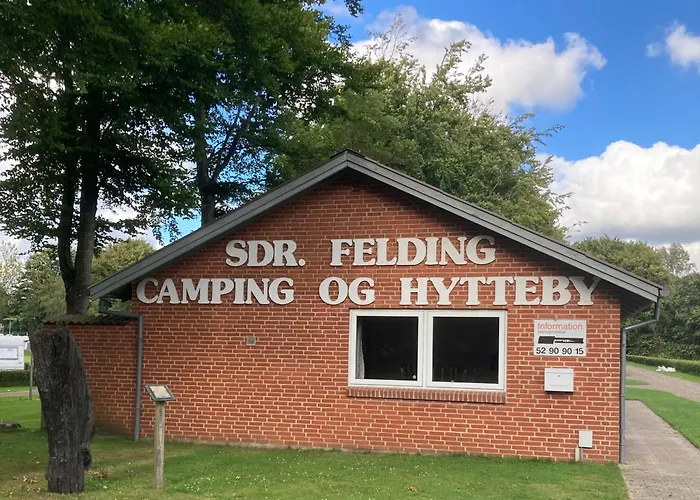 SDR. FELDING
CAMPING OG HYTTEBY
Information
52 90 90 15